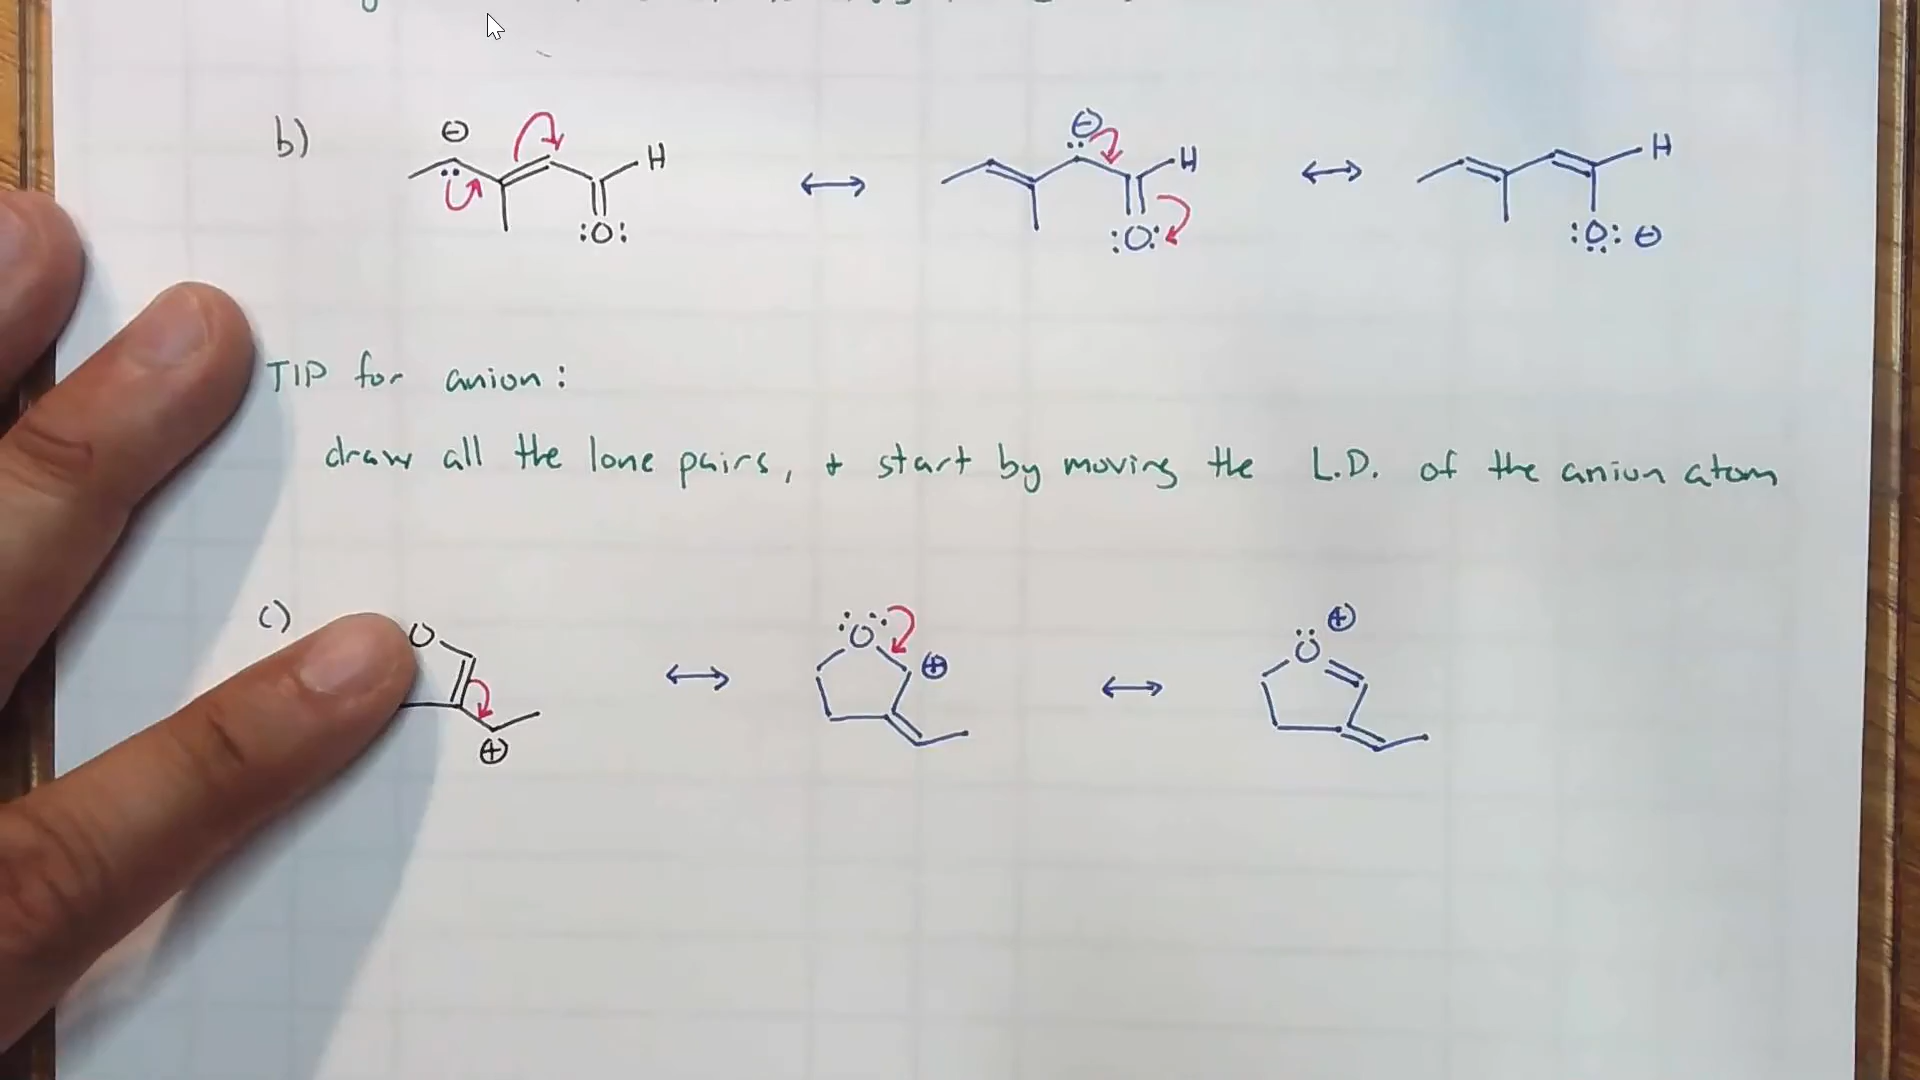 b) ⊖ H :O: ↔ ⊖ H :O: ↔ H :O: ⊖
TIP for anion:
draw all the lone pairs, + start by moving the L.D. of the anion atom
c) O ⊕ ↔ :O: ⊕ ↔ O ⊕